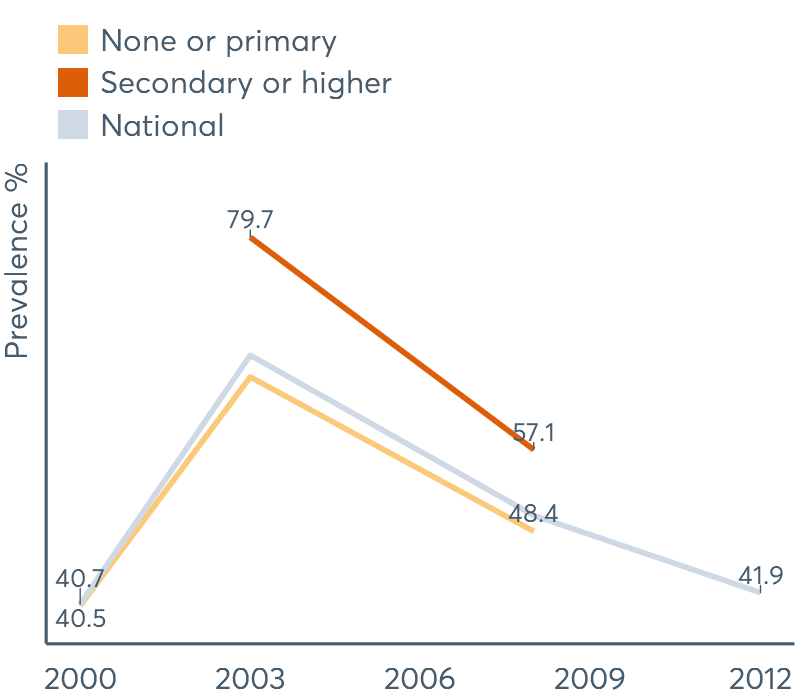 None or primary
Secondary or higher
National
Prevalence %
79.7
57.1
48.4
40.7
40.5
41.9
2000 2003 2006 2009 2012